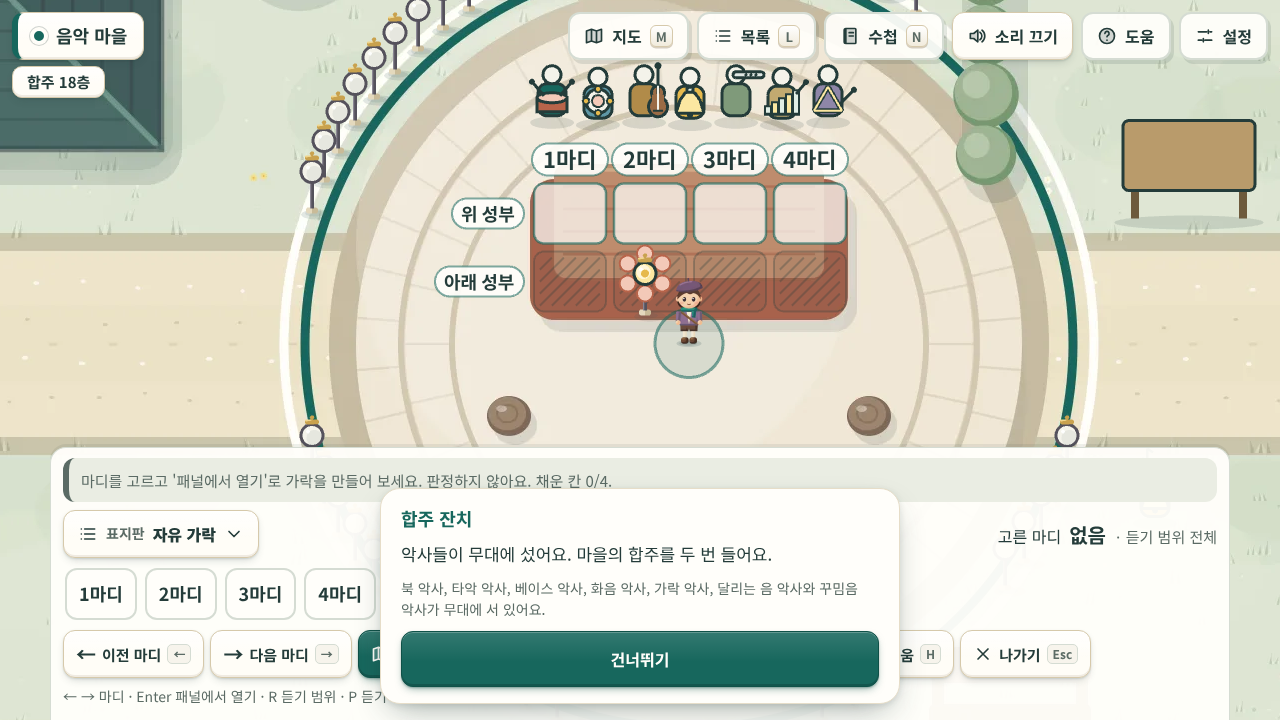 음악 마을
지도 M
목록 L
수첩 N
소리 끄기
도움
설정
합주 18층
1마디 2마디 3마디 4마디
위 성부
아래 성부
마디를 고르고 '패널에서 열기'로 가락을 만들어 보세요. 판정하지 않아요. 채운 칸 0/4.
표지판 자유 가락
고른 마디 없음 · 듣기 범위 전체
1마디 2마디 3마디 4마디
합주 잔치
악사들이 무대에 섰어요. 마을의 합주를 두 번 들어요.
북 악사, 타악 악사, 베이스 악사, 화음 악사, 가락 악사, 달리는 음 악사와 꾸밈음
악사가 무대에 서 있어요.
건너뛰기
← 이전 마디 ←
→ 다음 마디 →
움 H
나가기 Esc
← → 마디 · Enter 패널에서 열기 · R 듣기 범위 · P 듣기